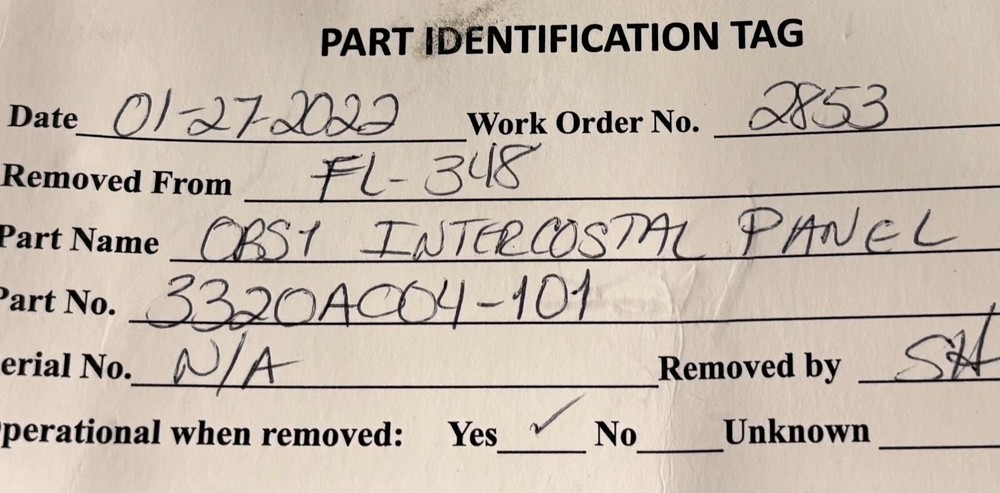 PART IDENTIFICATION TAG
Date 01-27-2022 Work Order No. 2853
Removed From FL-348
Part Name OBS1 INTERCOSTAL PANEL
Part No. 3320AC04-101
erial No. N/A Removed by SH
perational when removed: Yes ✓ No Unknown